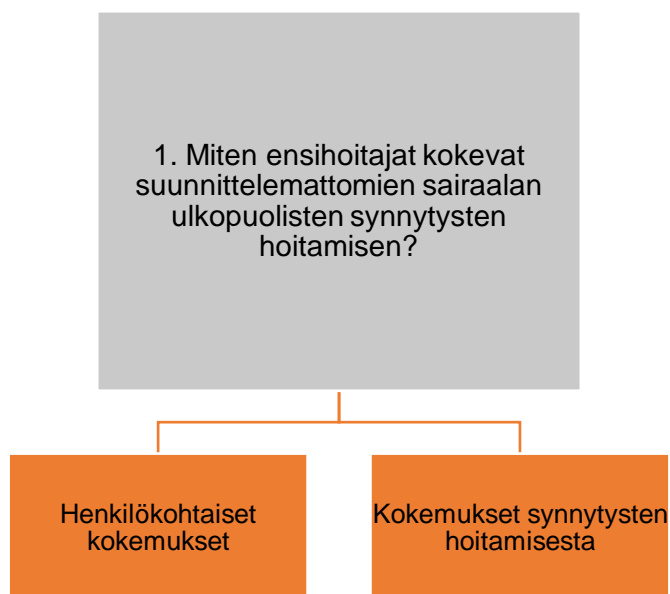 1. Miten ensihoitajat kokevat
suunnittelemattomien sairaalan
ulkopuolisten synnytysten
hoitamisen?
Henkilökohtaiset
kokemukset
Kokemukset synnytysten
hoitamisesta